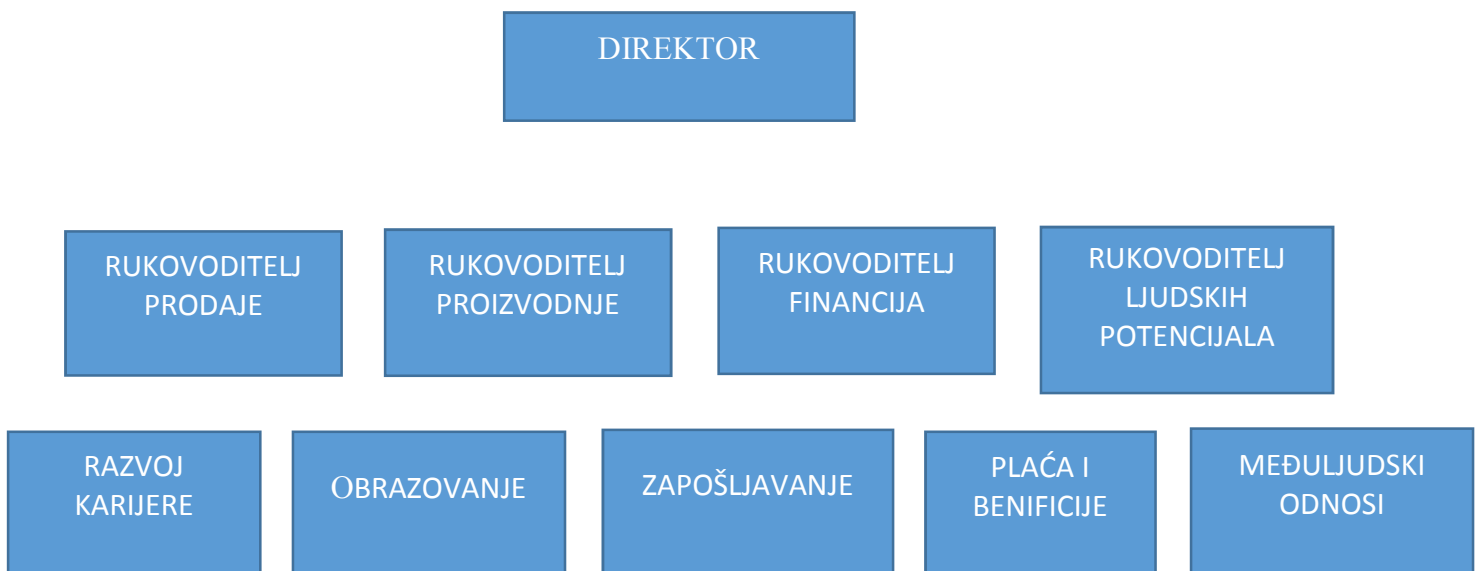 DIREKTOR
RUKOVODITELJ
PRODAJE
RUKOVODITELJ
PROIZVODNJE
RUKOVODITELJ
FINANCIJA
RUKOVODITELJ
LJUDSKIH
POTENCIJALA
RAZVOJ
KARIJERE
OBRAZOVANJE
ZAPOŠLJAVANJE
PLAĆA I
BENIFICIJE
MEĐULJUDSKI
ODNOSI